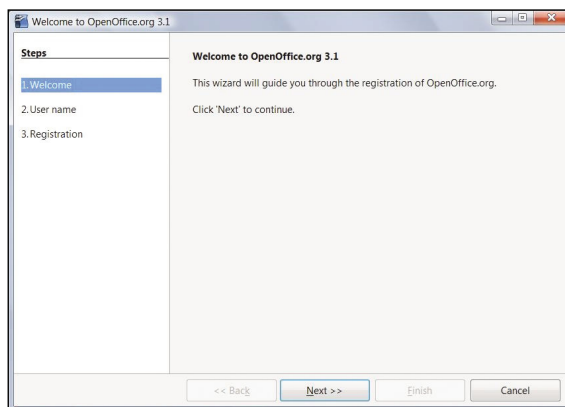 Welcome to OpenOffice.org 3.1
Steps
1.Welcome
2.User name
3.Registration
Welcome to OpenOffice.org 3.1
This wizard will guide you through the registration of OpenOffice.org.
Click 'Next' to continue.
<< Back
Next >>
Finish
Cancel